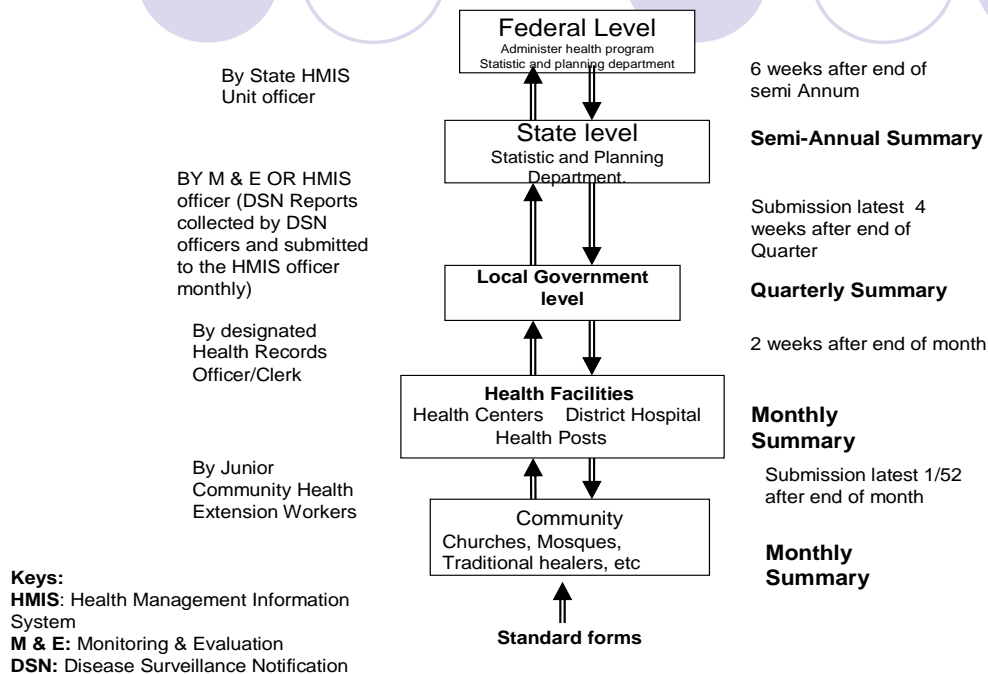 Federal Level
Administer health program
Statistic and planning department
By State HMIS
Unit officer
6 weeks after end of
semi Annum
State level
Statistic and Planning
Department.
Semi-Annual Summary
BY M & E OR HMIS
officer (DSN Reports
collected by DSN
officers and submitted
to the HMIS officer
monthly)
Submission latest 4
weeks after end of
Quarter
Local Government
level
Quarterly Summary
By designated
Health Records
Officer/Clerk
2 weeks after end of month
Health Facilities
Health Centers District Hospital
Health Posts
Monthly
Summary
By Junior
Community Health
Extension Workers
Submission latest 1/52
after end of month
Community
Churches, Mosques,
Traditional healers, etc
Monthly
Summary
Standard forms
Keys:
HMIS: Health Management Information
System
M & E: Monitoring & Evaluation
DSN: Disease Surveillance Notification